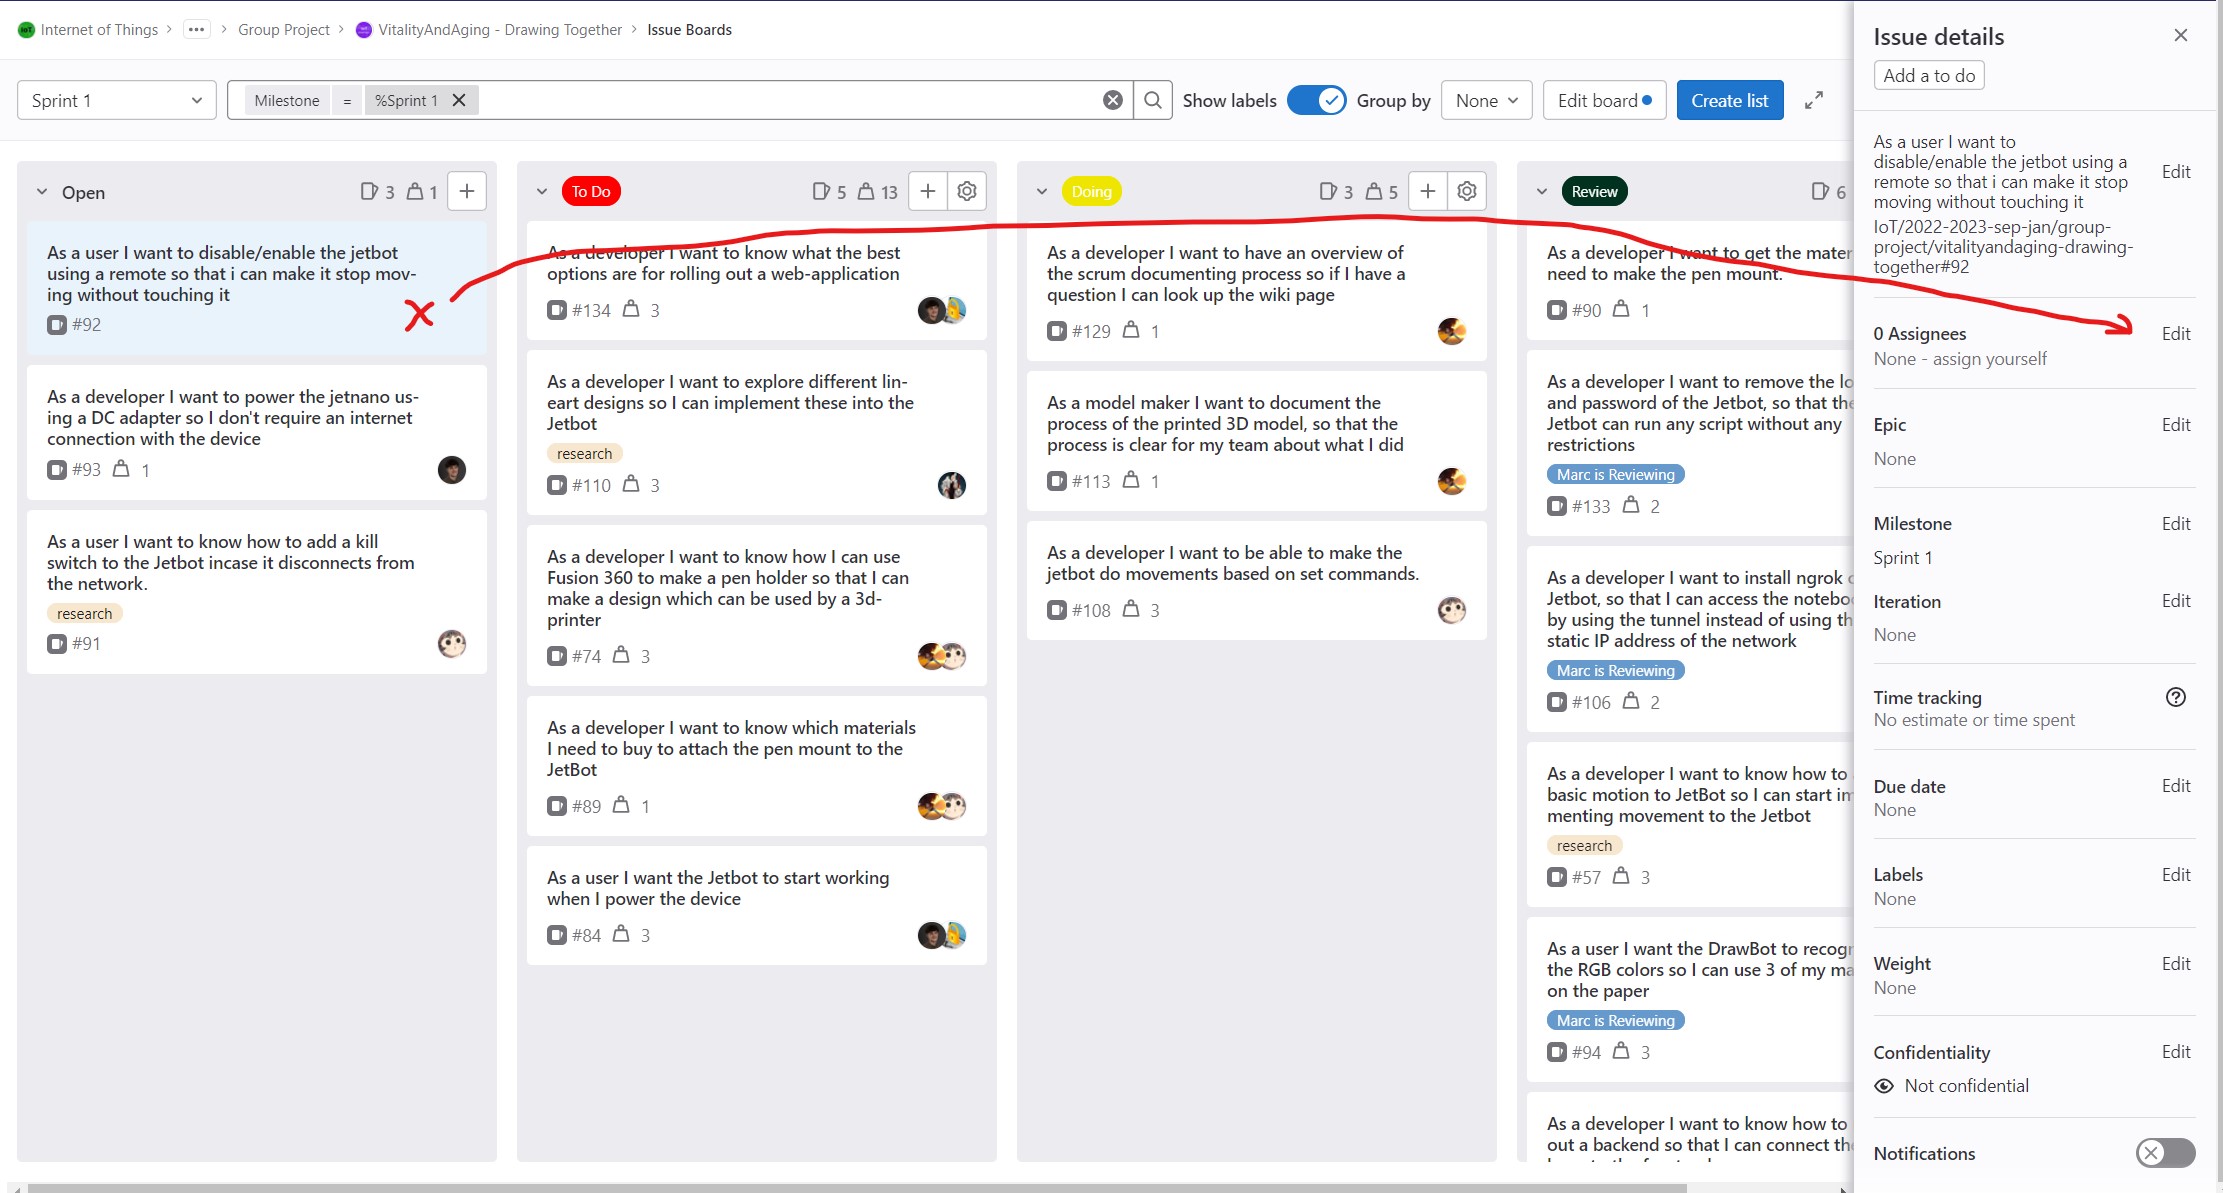 Internet of Things > ... > Group Project > VitalityAndAging - Drawing Together > Issue Boards
Sprint 1
Milestone = %Sprint 1
Show labels
Group by
None
Edit board
Create list
Open 3 1
As a user I want to disable/enable the jetbot
using a remote so that i can make it stop mov-
ing without touching it
#92
As a developer I want to power the jetnano us-
ing a DC adapter so I don't require an internet
connection with the device
#93 1
As a user I want to know how to add a kill
switch to the Jetbot incase it disconnects from
the network.
research
#91
To Do 5 13
As a developer I want to know what the best
options are for rolling out a web-application
#134 3
As a developer I want to explore different lin-
eart designs so I can implement these into the
Jetbot
research
#110 3
As a developer I want to know how I can use
Fusion 360 to make a pen holder so that I can
make a design which can be used by a 3d-
printer
#74 3
As a developer I want to know which materials
I need to buy to attach the pen mount to the
JetBot
#89 1
As a user I want the Jetbot to start working
when I power the device
#84 3
Doing 3 5
As a developer I want to have an overview of
the scrum documenting process so if I have a
question I can look up the wiki page
#129 1
As a model maker I want to document the
process of the printed 3D model, so that the
process is clear for my team about what I did
#113 1
As a developer I want to be able to make the
jetbot do movements based on set commands.
#108 3
Review 6
As a developer I want to get the mater
need to make the pen mount.
#90 1
As a developer I want to remove the lo
and password of the Jetbot, so that the
Jetbot can run any script without any
restrictions
Marc is Reviewing
#133 2
As a developer I want to install ngrok
Jetbot, so that I can access the notebo
by using the tunnel instead of using th
static IP address of the network
Marc is Reviewing
#106 2
As a developer I want to know how to
basic motion to JetBot so I can start im
menting movement to the Jetbot
research
#57 3
As a user I want the DrawBot to recogr
the RGB colors so I can use 3 of my ma
on the paper
Marc is Reviewing
#94 3
As a developer I want to know how to
out a backend so that I can connect the
Issue details
Add a to do
As a user I want to
disable/enable the jetbot using a
remote so that i can make it stop
moving without touching it
Edit
IoT/2022-2023-sep-jan/group-
project/vitalityandaging-drawing-
together#92
0 Assignees Edit
None - assign yourself
Epic Edit
None
Milestone Edit
Sprint 1
Iteration Edit
None
Time tracking
No estimate or time spent
Due date Edit
None
Labels Edit
None
Weight Edit
None
Confidentiality Edit
Not confidential
Notifications